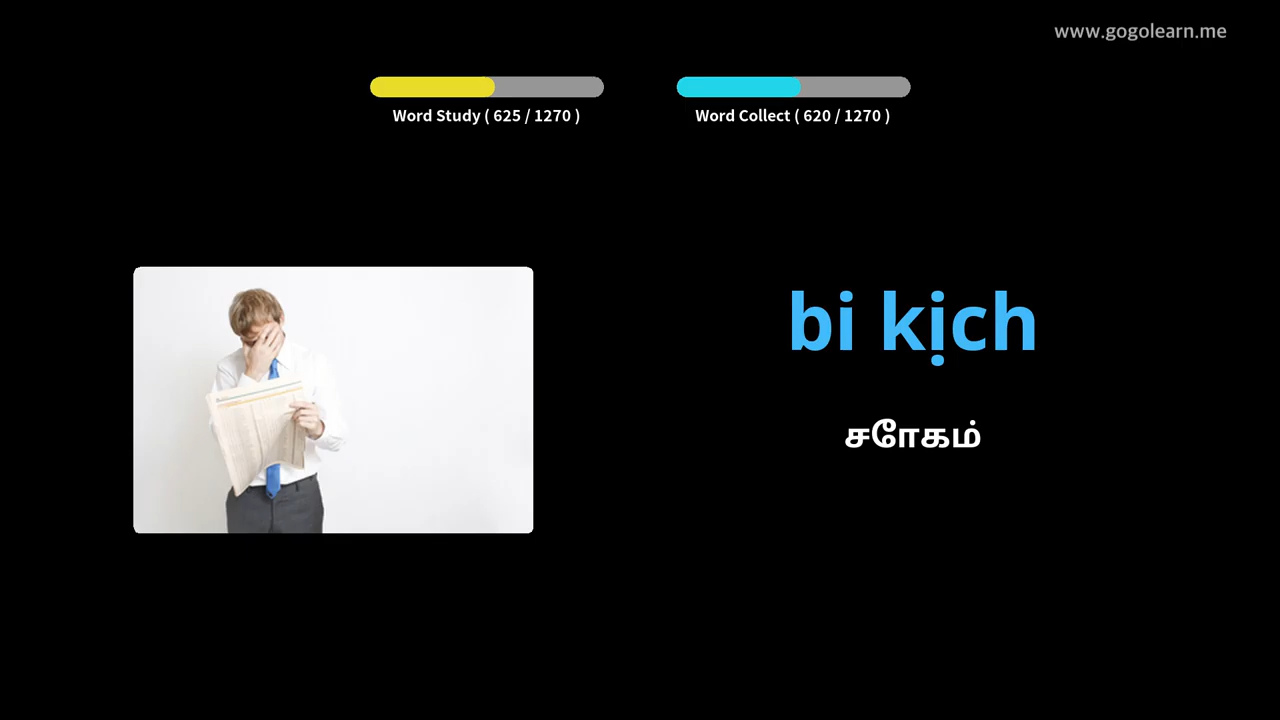 www.gogolearn.me
Word Study ( 625 / 1270 )
Word Collect ( 620 / 1270 )
bi kịch
சோகம்